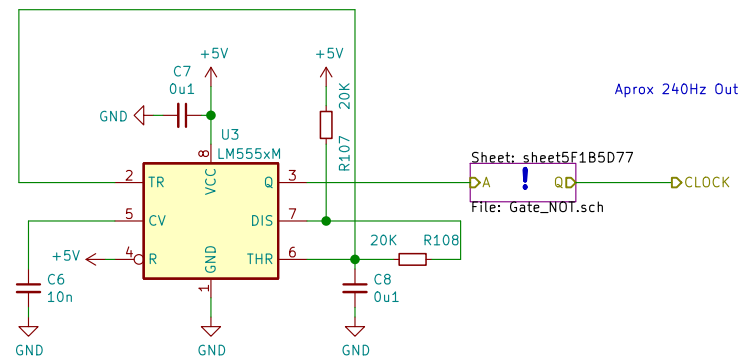 +5V
+5V
C7
0u1
GND
20K
R107
Aprox 240Hz Out
U3
LM555xM
8
VCC
Sheet: sheet5F1B5D77
2
TR
Q
3
A
!
Q
CLOCK
File: Gate_NOT.sch
5
CV
DIS
7
+5V
4
R
GND
THR
6
20K
R108
C6
10n
1
C8
0u1
GND
GND
GND